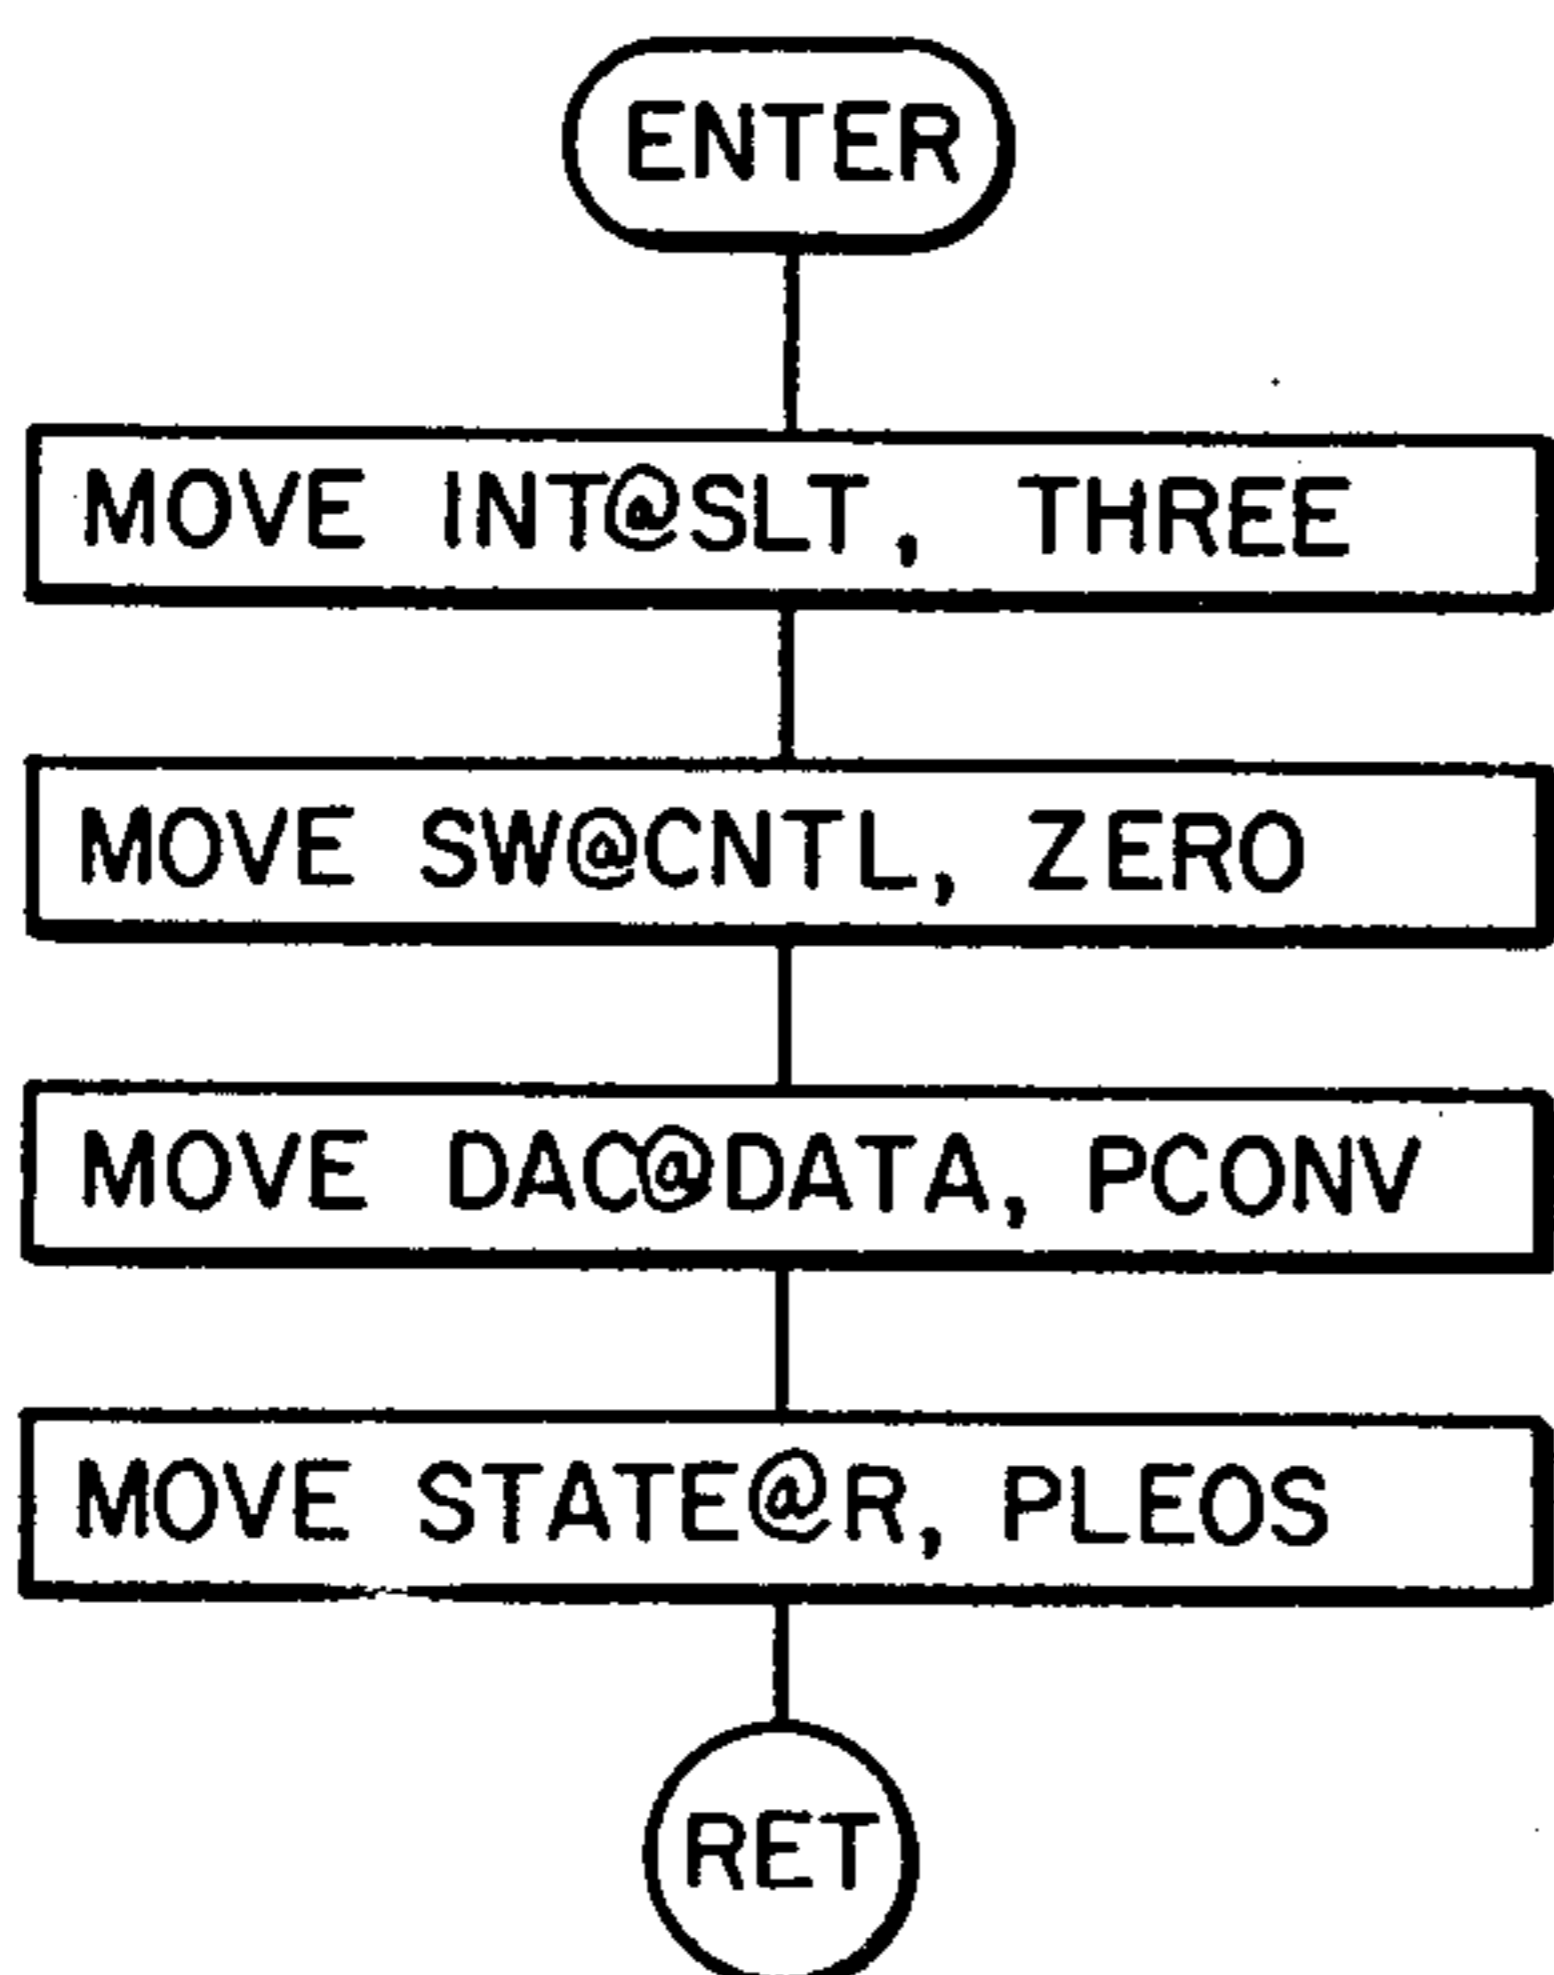 ENTER
MOVE INT@SLT, THREE
MOVE SW@CNTL, ZERO
MOVE DAC@DATA, PCONV
MOVE STATE@R, PLEOS
RET